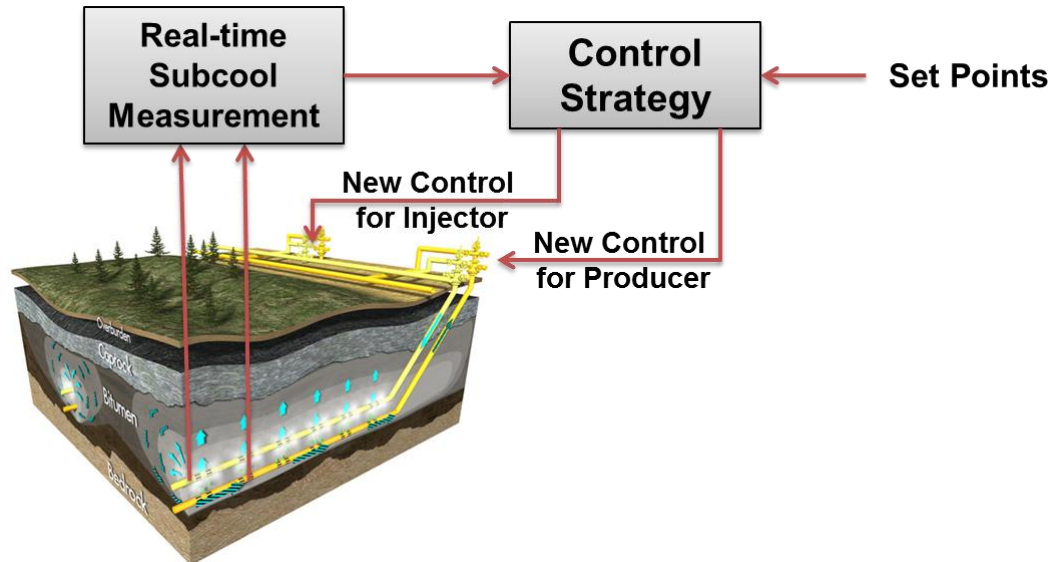 Real-time
Subcool
Measurement
Control
Strategy
Set Points
New Control
for Injector
New Control
for Producer
Overburden
Caprock
Bitumen
Bedrock